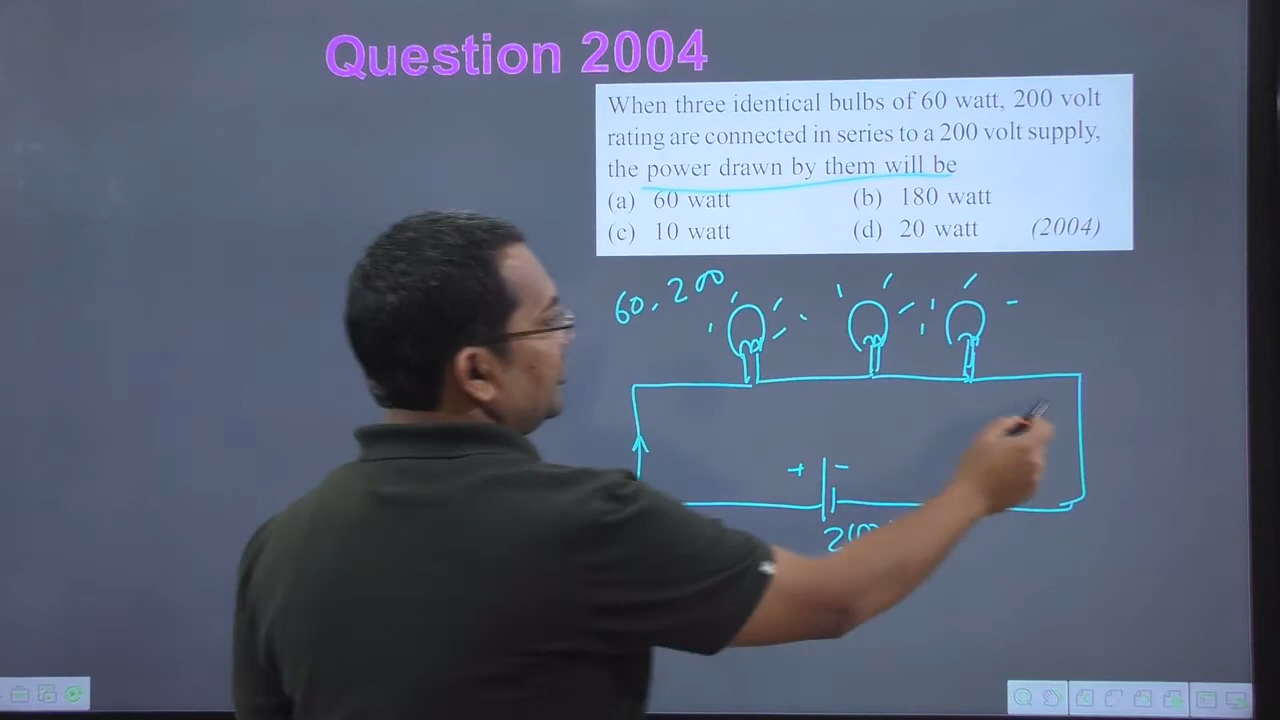 Question 2004
When three identical bulbs of 60 watt, 200 volt
rating are connected in series to a 200 volt supply,
the power drawn by them will be
(a) 60 watt (b) 180 watt
(c) 10 watt (d) 20 watt (2004)
60, 200
+ -